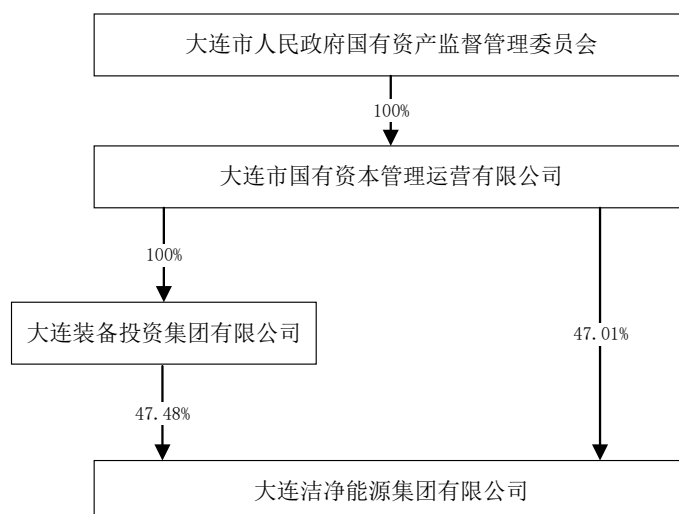 大连市人民政府国有资产监督管理委员会
100%
大连市国有资本管理运营有限公司
100%
大连装备投资集团有限公司
47.01%
47.48%
大连洁净能源集团有限公司